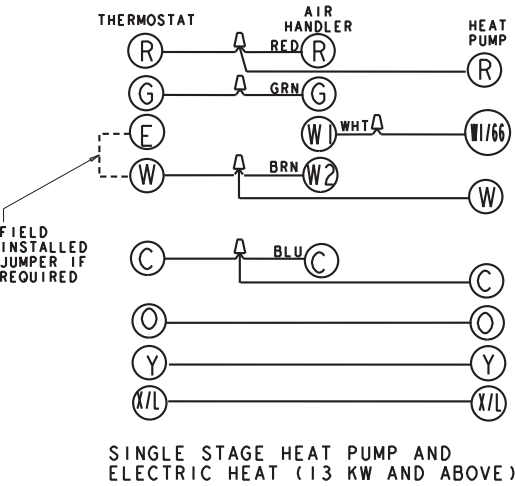 THERMOSTAT
AIR
HANDLER
HEAT
PUMP
R
RED
R
R
G
GRN
G
E
W1
WHT
W1/66
W
BRN
W2
W
FIELD
INSTALLED
JUMPER IF
REQUIRED
C
BLU
C
C
O
O
Y
Y
X/L
X/L
SINGLE STAGE HEAT PUMP AND
ELECTRIC HEAT (13 KW AND ABOVE)